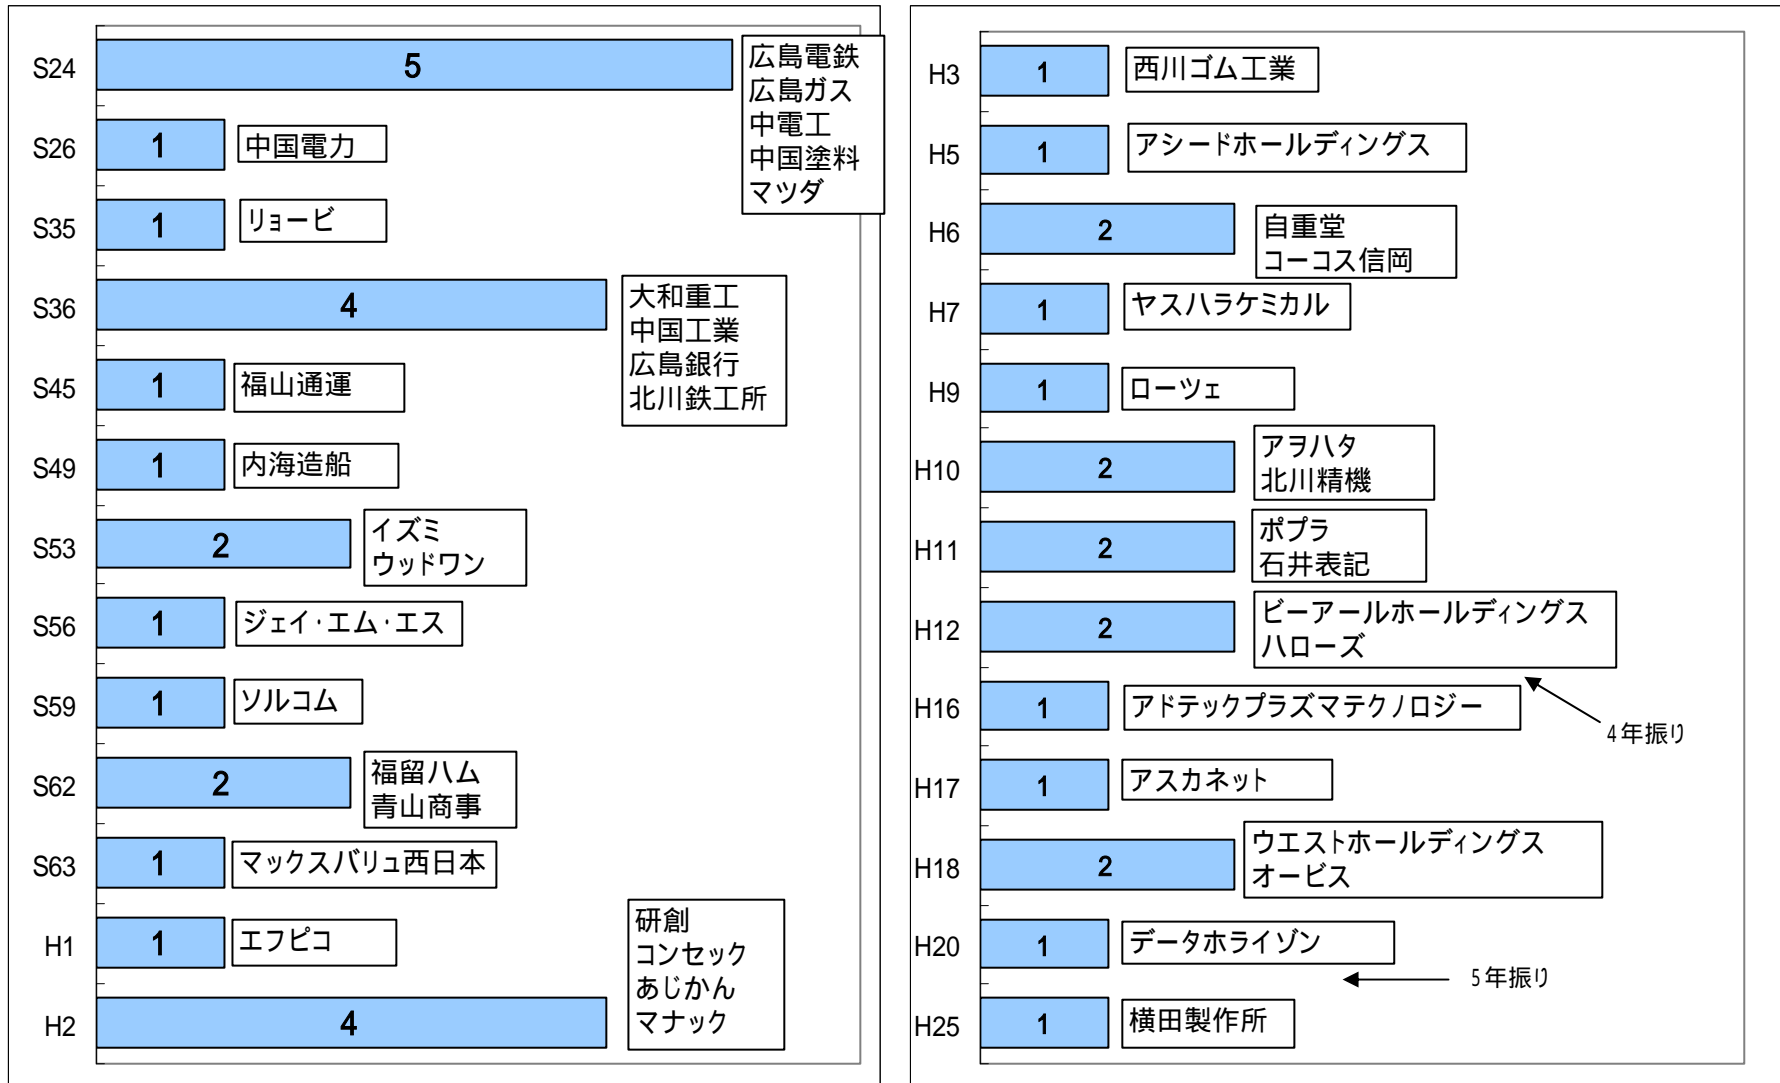 S24
5
広島電鉄
広島ガス
中電工
中国塗料
マツダ
S26
1
中国電力
S35
1
リョービ
S36
4
大和重工
中国工業
広島銀行
北川鉄工所
S45
1
福山通運
S49
1
内海造船
S53
2
イズミ
ウッドワン
S56
1
ジェイ・エム・エス
S59
1
ソルコム
S62
2
福留ハム
青山商事
S63
1
マックスバリュ西日本
H1
1
エフピコ
H2
4
研創
コンセック
あじかん
マナック
H3
1
西川ゴム工業
H5
1
アシードホールディングス
H6
2
自重堂
コーコス信岡
H7
1
ヤスハラケミカル
H9
1
ローツェ
H10
2
アヲハタ
北川精機
H11
2
ポプラ
石井表記
H12
2
ビーアールホールディングス
ハローズ
H16
1
アドテックプラズマテクノロジー
4年振り
H17
1
アスカネット
H18
2
ウエストホールディングス
オービス
H20
1
データホライゾン
5年振り
H25
1
横田製作所